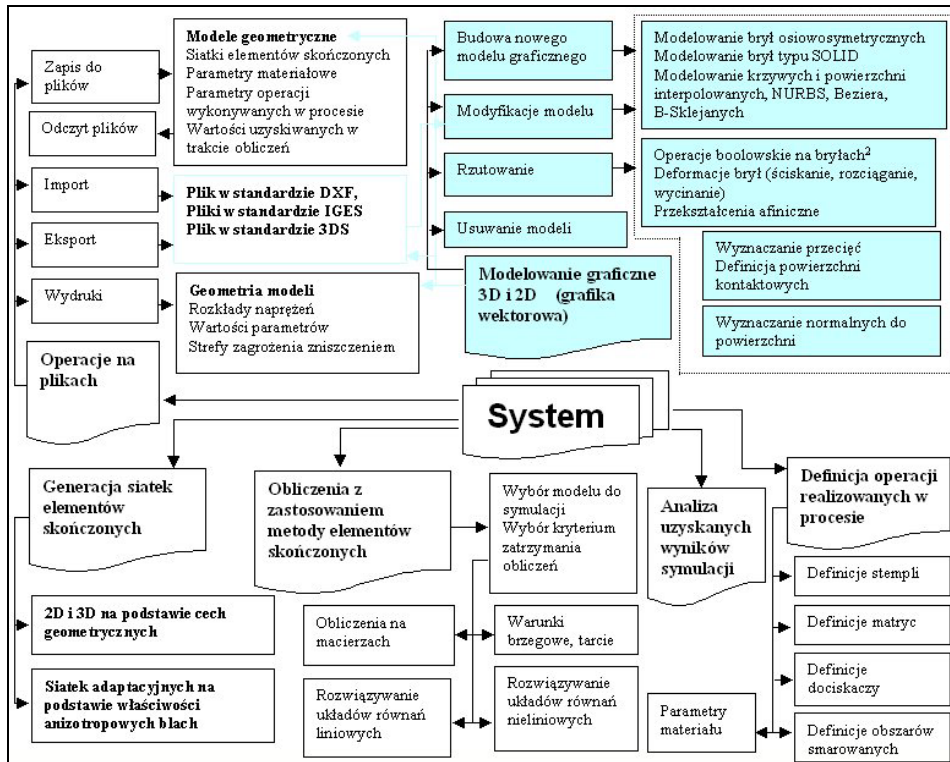 Zapis do
plików
Odczyt plików
Import
Eksport
Wydruki
Operacje na
plikach
Modele geometryczne
Siatki elementów skończonych
Parametry materiałowe
Parametry operacji
wykonywanych w procesie
Wartości uzyskiwanych w
trakcie obliczeń
Plik w standardzie DXF,
Pliki w standardzie IGES
Plik w standardzie 3DS
Geometria modeli
Rozkłady naprężeń
Wartości parametrów
Strefy zagrożenia zniszczeniem
Budowa nowego
modelu graficznego
Modyfikacje modelu
Rzutowanie
Usuwanie modeli
Modelowanie graficzne
3D i 2D (grafika
wektorowa)
Modelowanie brył osiowosymetrycznych
Modelowanie brył typu SOLID
Modelowanie krzywych i powierzchni
interpolowanych, NURBS, Beziera,
B-Sklejanych
Operacje boolowskie na bryłach²
Deformacje brył (ściskanie, rozciąganie,
wycinanie)
Przekształcenia afiniczne
Wyznaczanie przecięć
Definicja powierzchni
kontaktowych
Wyznaczanie normalnych do
powierzchni
System
Generacja siatek
elementów
skończonych
2D i 3D na podstawie cech
geometrycznych
Siatek adaptacyjnych na
podstawie właściwości
anizotropowych blach
Obliczenia z
zastosowaniem
metody elementów
skończonych
Wybór modelu do
symulacji
Wybór kryterium
zatrzymania
obliczeń
Obliczenia na
macierzach
Warunki
brzegowe, tarcie
Rozwiązywanie
układów równań
liniowych
Rozwiązywanie
układów równań
nieliniowych
Analiza
uzyskanych
wyników
symulacji
Definicja operacji
realizowanych w
procesie
Definicje stempli
Definicje matryc
Definicje
dociskaczy
Parametry
materiału
Definicje obszarów
smarowanych